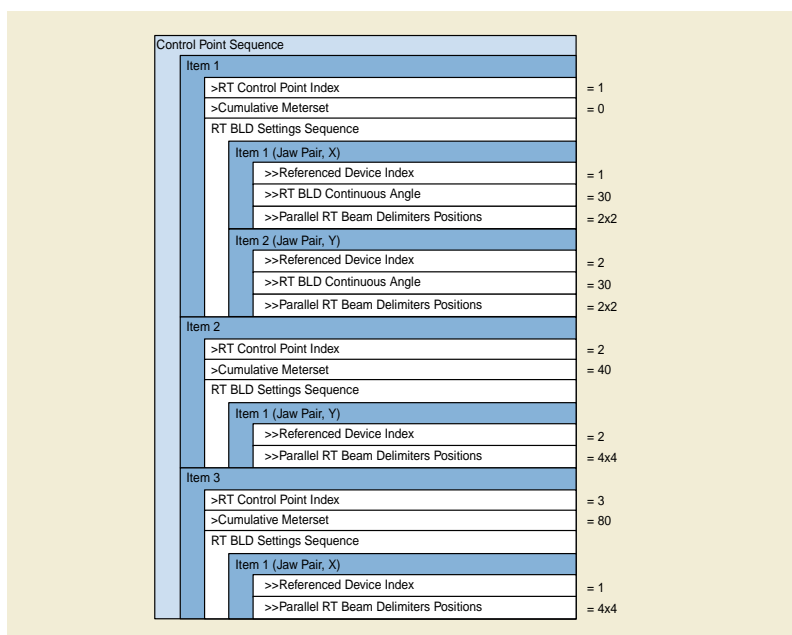 Control Point Sequence
Item 1
>RT Control Point Index = 1
>Cumulative Meterset = 0
RT BLD Settings Sequence
Item 1 (Jaw Pair, X)
>>Referenced Device Index = 1
>>RT BLD Continuous Angle = 30
>>Parallel RT Beam Delimiters Positions = 2x2
Item 2 (Jaw Pair, Y)
>>Referenced Device Index = 2
>>RT BLD Continuous Angle = 30
>>Parallel RT Beam Delimiters Positions = 2x2
Item 2
>RT Control Point Index = 2
>Cumulative Meterset = 40
RT BLD Settings Sequence
Item 1 (Jaw Pair, Y)
>>Referenced Device Index = 2
>>Parallel RT Beam Delimiters Positions = 4x4
Item 3
>RT Control Point Index = 3
>Cumulative Meterset = 80
RT BLD Settings Sequence
Item 1 (Jaw Pair, X)
>>Referenced Device Index = 1
>>Parallel RT Beam Delimiters Positions = 4x4